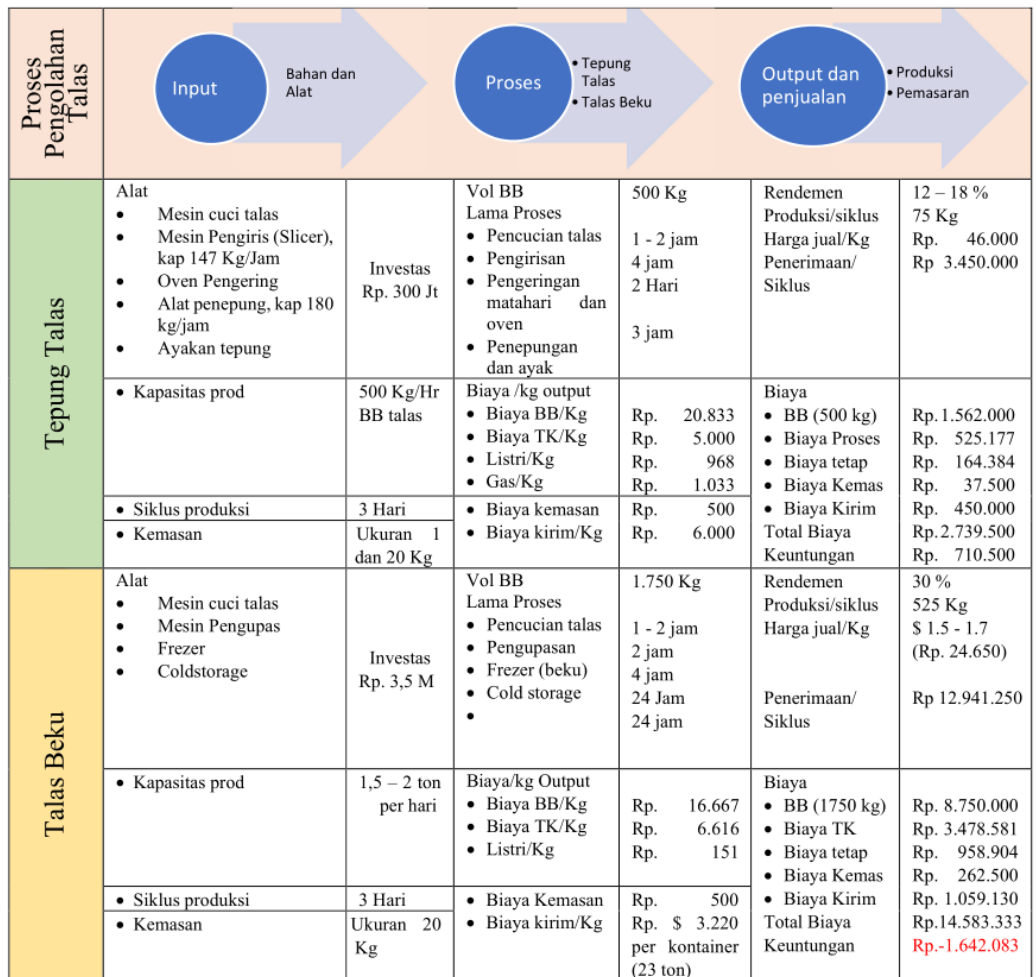 Proses
Pengolahan
Talas
Input
Bahan dan
Alat
Proses
• Tepung
Talas
• Talas Beku
Output dan
penjualan
• Produksi
• Pemasaran
Tepung Talas
Alat
• Mesin cuci talas
• Mesin Pengiris (Slicer),
kap 147 Kg/Jam
• Oven Pengering
• Alat penepung, kap 180
kg/jam
• Ayakan tepung
Investas
Rp. 300 Jt
Vol BB
Lama Proses
• Pencucian talas
• Pengirisan
• Pengeringan
matahari dan
oven
• Penepungan
dan ayak
500 Kg
1 - 2 jam
4 jam
2 Hari
3 jam
Rendemen
Produksi/siklus
Harga jual/Kg
Penerimaan/
Siklus
12 – 18 %
75 Kg
Rp. 46.000
Rp 3.450.000
• Kapasitas prod
500 Kg/Hr
BB talas
Biaya /kg output
• Biaya BB/Kg
• Biaya TK/Kg
• Listri/Kg
• Gas/Kg
Rp. 20.833
Rp. 5.000
Rp. 968
Rp. 1.033
Biaya
• BB (500 kg)
• Biaya Proses
• Biaya tetap
• Biaya Kemas
• Biaya Kirim
Total Biaya
Keuntungan
Rp.1.562.000
Rp. 525.177
Rp. 164.384
Rp. 37.500
Rp. 450.000
Rp.2.739.500
Rp. 710.500
• Siklus produksi
3 Hari
• Biaya kemasan
Rp. 500
• Kemasan
Ukuran 1
dan 20 Kg
• Biaya kirim/Kg
Rp. 6.000
Talas Beku
Alat
• Mesin cuci talas
• Mesin Pengupas
• Frezer
• Coldstorage
Investas
Rp. 3,5 M
Vol BB
Lama Proses
• Pencucian talas
• Pengupasan
• Frezer (beku)
• Cold storage
•
1.750 Kg
1 - 2 jam
2 jam
4 jam
24 Jam
24 jam
Rendemen
Produksi/siklus
Harga jual/Kg
Penerimaan/
Siklus
30 %
525 Kg
$ 1.5 - 1.7
(Rp. 24.650)
Rp 12.941.250
• Kapasitas prod
1,5 – 2 ton
per hari
Biaya/kg Output
• Biaya BB/Kg
• Biaya TK/Kg
• Listri/Kg
Rp. 16.667
Rp. 6.616
Rp. 151
Biaya
• BB (1750 kg)
• Biaya TK
• Biaya tetap
• Biaya Kemas
• Biaya Kirim
Total Biaya
Keuntungan
Rp. 8.750.000
Rp. 3.478.581
Rp. 958.904
Rp. 262.500
Rp. 1.059.130
Rp.14.583.333
Rp.-1.642.083
• Siklus produksi
3 Hari
• Biaya Kemasan
Rp. 500
• Kemasan
Ukuran 20
Kg
• Biaya kirim/Kg
Rp. $ 3.220
per kontainer
(23 ton)